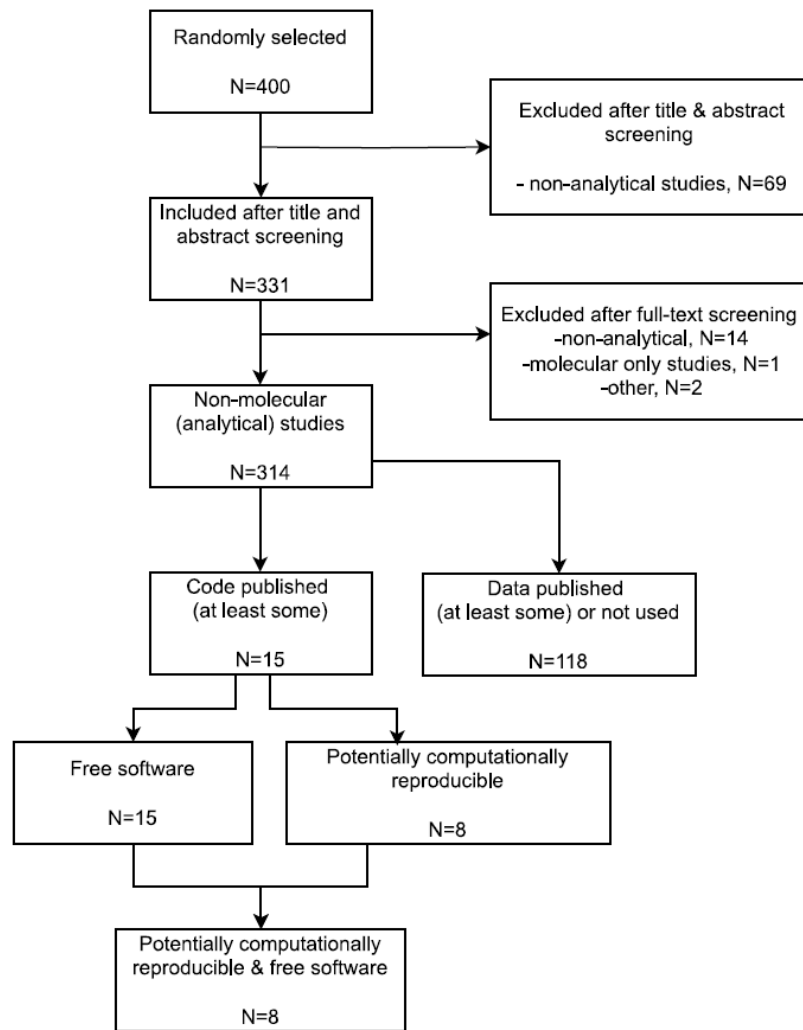 Randomly selected
N=400
Excluded after title & abstract
screening
- non-analytical studies, N=69
Included after title and
abstract screening
N=331
Excluded after full-text screening
-non-analytical, N=14
-molecular only studies, N=1
-other, N=2
Non-molecular
(analytical) studies
N=314
Code published
(at least some)
N=15
Data published
(at least some) or not used
N=118
Free software
N=15
Potentially computationally
reproducible
N=8
Potentially computationally
reproducible & free software
N=8